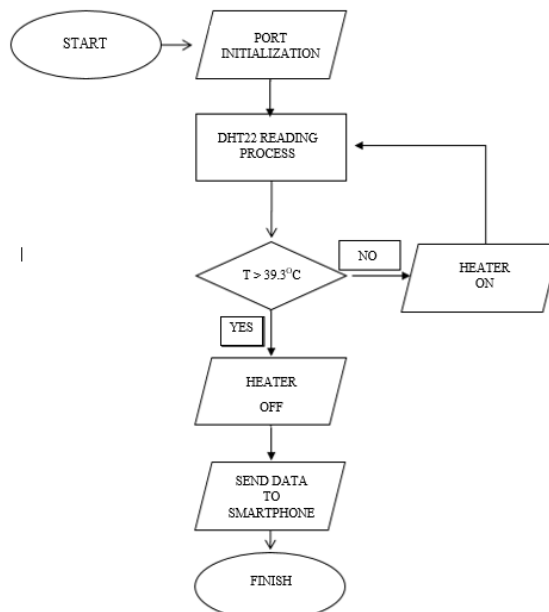 START
PORT
INITIALIZATION
DHT22 READING
PROCESS
T > 39.3°C
NO
HEATER
ON
YES
HEATER
OFF
SEND DATA
TO
SMARTPHONE
FINISH